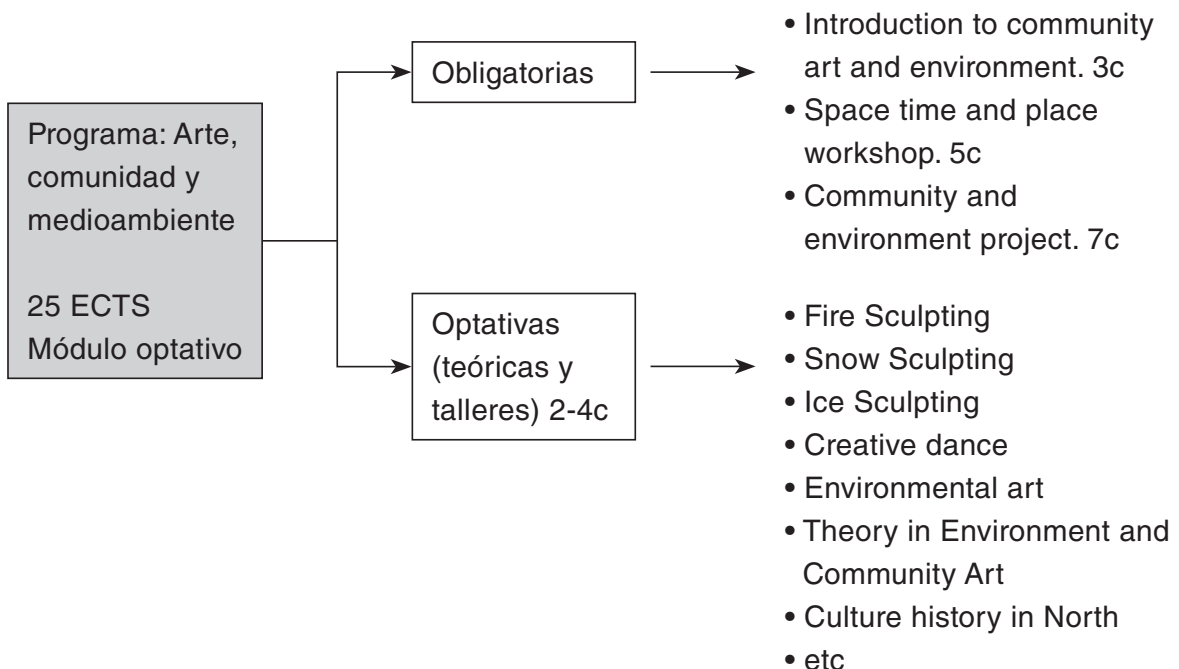 Programa: Arte,
comunidad y
medioambiente
25 ECTS
Módulo optativo
Obligatorias
• Introduction to community
art and environment. 3c
• Space time and place
workshop. 5c
• Community and
environment project. 7c
Optativas
(teóricas y
talleres) 2-4c
• Fire Sculpting
• Snow Sculpting
• Ice Sculpting
• Creative dance
• Environmental art
• Theory in Environment and
Community Art
• Culture history in North
• etc